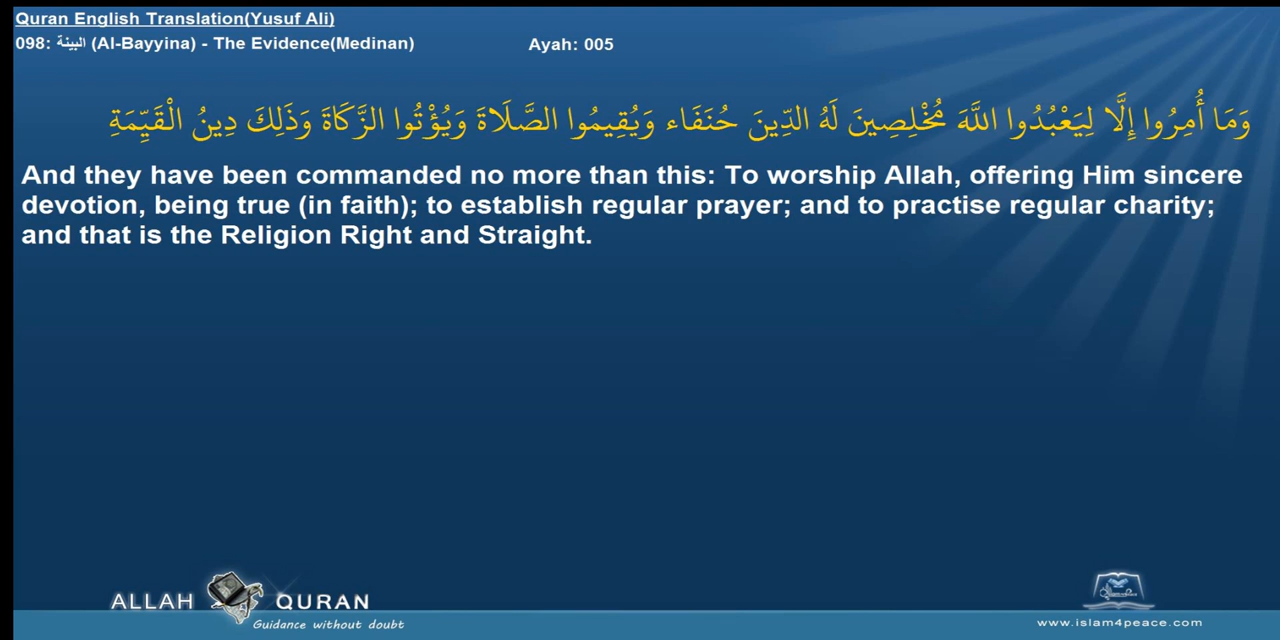 Quran English Translation(Yusuf Ali)
098: البينة (Al-Bayyina) - The Evidence(Medinan) Ayah: 005
وَمَا أُمِرُوا إِلَّا لِيَعْبُدُوا اللَّهَ مُخْلِصِينَ لَهُ الدِّينَ حُنَفَاء وَيُقِيمُوا الصَّلَاةَ وَيُؤْتُوا الزَّكَاةَ وَذَلِكَ دِينُ الْقَيِّمَةِ
And they have been commanded no more than this: To worship Allah, offering Him sincere
devotion, being true (in faith); to establish regular prayer; and to practise regular charity;
and that is the Religion Right and Straight.
ALLAH QURAN
Guidance without doubt
www.islam4peace.com